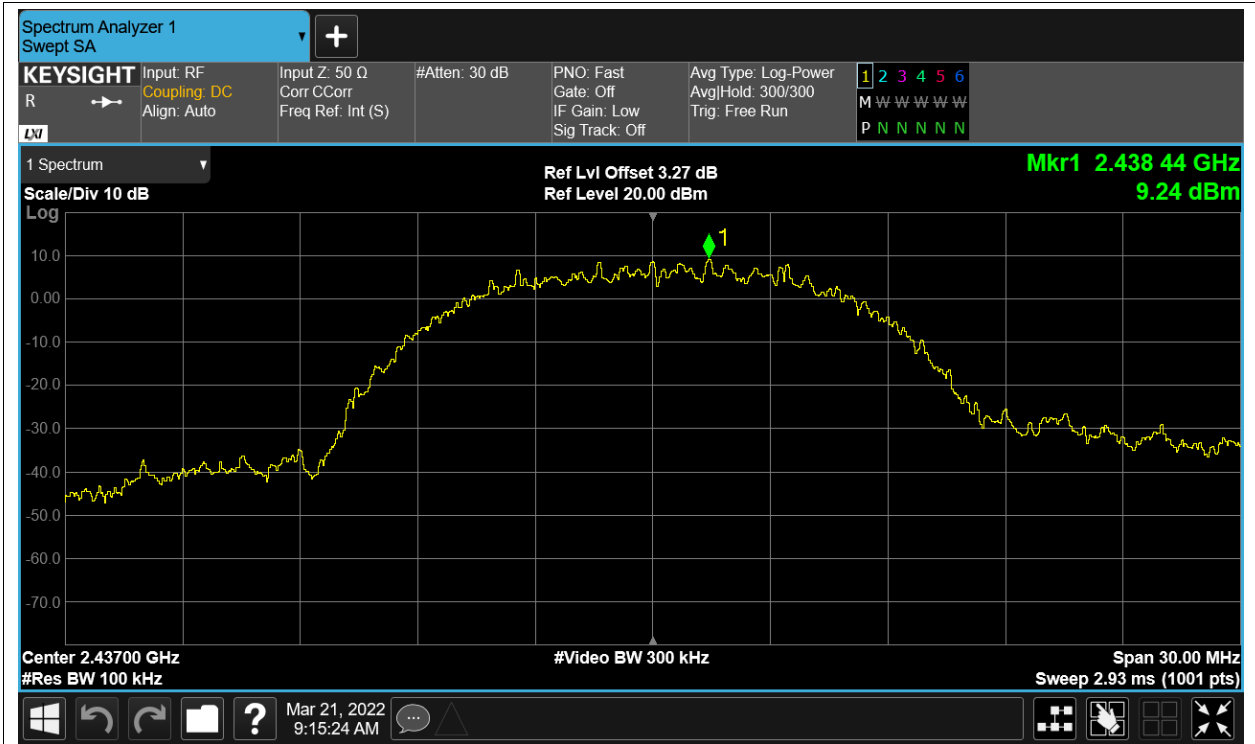 Spectrum Analyzer 1
Swept SA
KEYSIGHT
R
LXI
Input: RF
Coupling: DC
Align: Auto
Input Z: 50 Ω
Corr CCorr
Freq Ref: Int (S)
#Atten: 30 dB
PNO: Fast
Gate: Off
IF Gain: Low
Sig Track: Off
Avg Type: Log-Power
Avg|Hold: 300/300
Trig: Free Run
1 2 3 4 5 6
M W W W W W W
P N N N N N N
1 Spectrum
Scale/Div 10 dB
Log
Ref Lvl Offset 3.27 dB
Ref Level 20.00 dBm
Mkr1 2.438 44 GHz
9.24 dBm
1
10.0
0.00
-10.0
-20.0
-30.0
-40.0
-50.0
-60.0
-70.0
Center 2.43700 GHz
#Video BW 300 kHz
Span 30.00 MHz
#Res BW 100 kHz
Sweep 2.93 ms (1001 pts)
?
Mar 21, 2022
9:15:24 AM